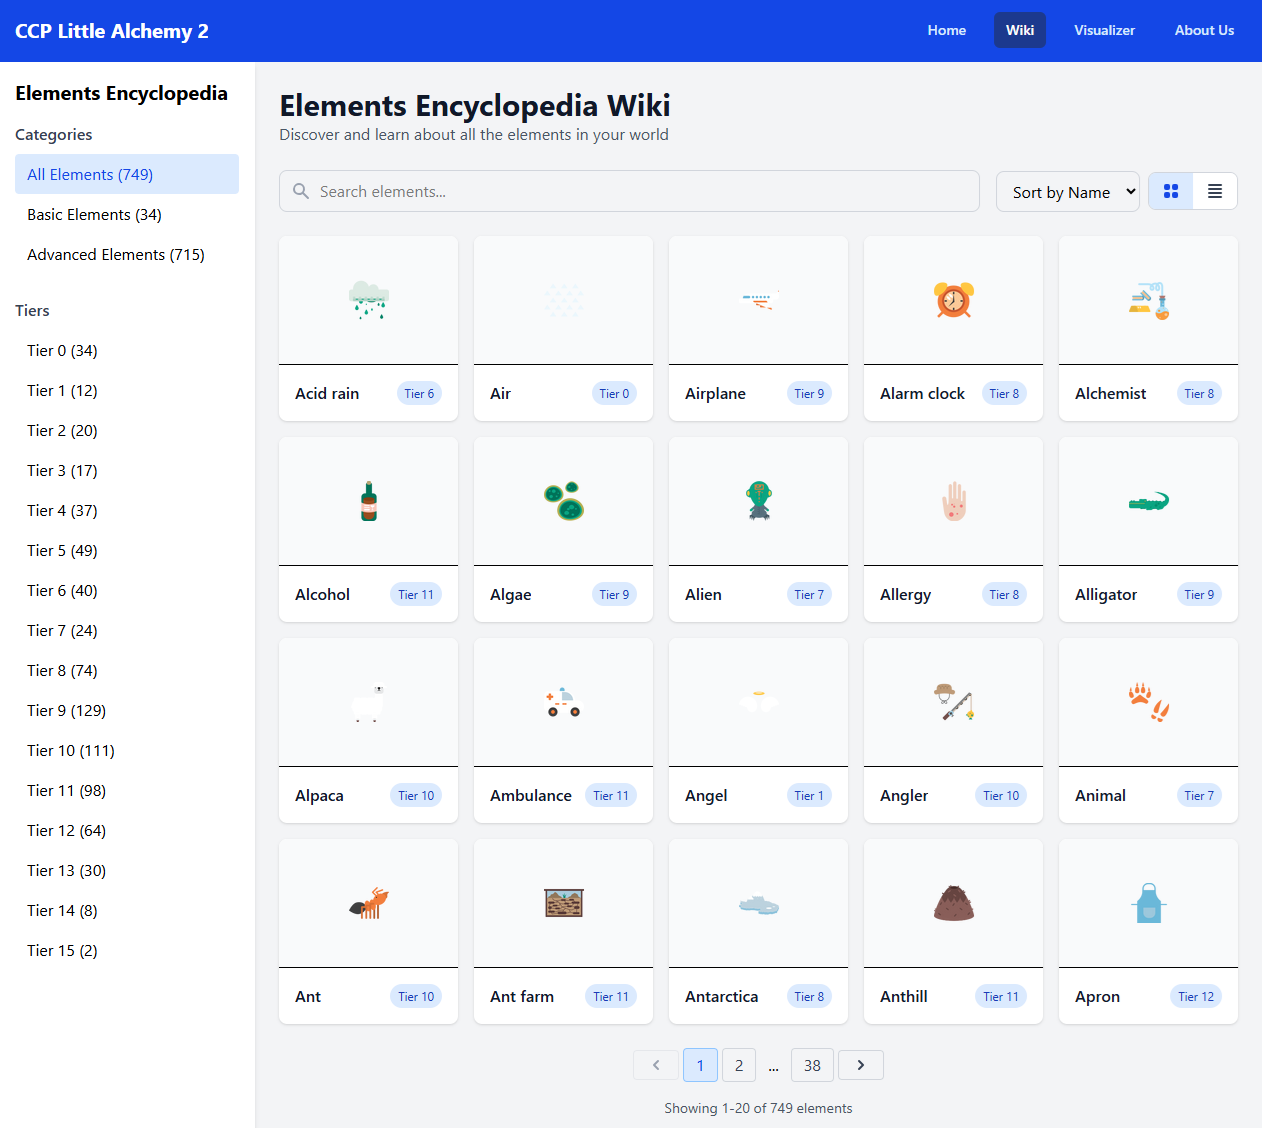 CCP Little Alchemy 2
Home
Wiki
Visualizer
About Us
Elements Encyclopedia
Categories
All Elements (749)
Basic Elements (34)
Advanced Elements (715)
Tiers
Tier 0 (34)
Tier 1 (12)
Tier 2 (20)
Tier 3 (17)
Tier 4 (37)
Tier 5 (49)
Tier 6 (40)
Tier 7 (24)
Tier 8 (74)
Tier 9 (129)
Tier 10 (111)
Tier 11 (98)
Tier 12 (64)
Tier 13 (30)
Tier 14 (8)
Tier 15 (2)
Elements Encyclopedia Wiki
Discover and learn about all the elements in your world
Search elements...
Sort by Name
Acid rain Tier 6
Air Tier 0
Airplane Tier 9
Alarm clock Tier 8
Alchemist Tier 8
Alcohol Tier 11
Algae Tier 9
Alien Tier 7
Allergy Tier 8
Alligator Tier 9
Alpaca Tier 10
Ambulance Tier 11
Angel Tier 1
Angler Tier 10
Animal Tier 7
Ant Tier 10
Ant farm Tier 11
Antarctica Tier 8
Anthill Tier 11
Apron Tier 12
1 2 ... 38
Showing 1-20 of 749 elements